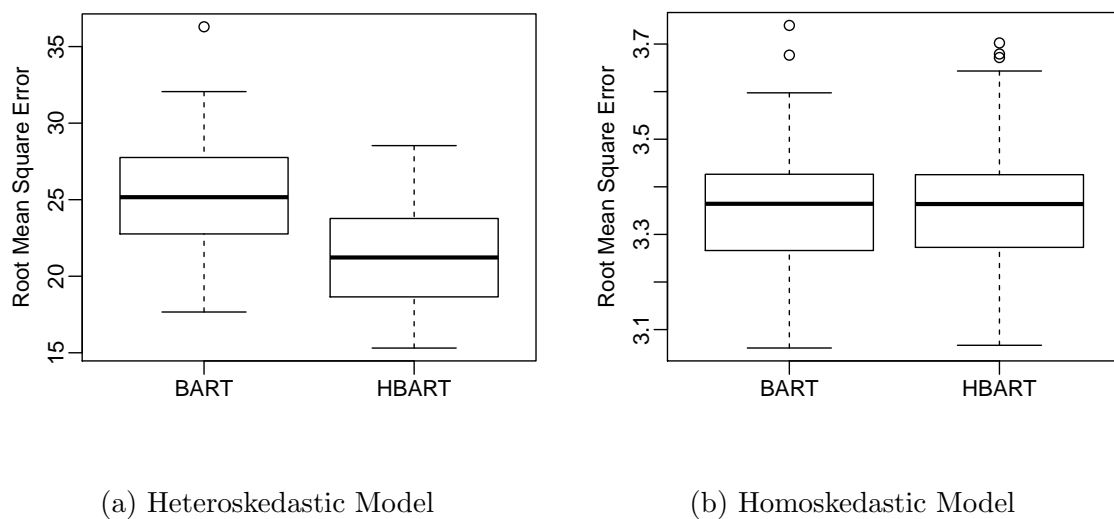 Root Mean Square Error
35
30
25
20
15
BART
HBART
(a) Heteroskedastic Model
Root Mean Square Error
3.7
3.5
3.3
3.1
BART
HBART
(b) Homoskedastic Model